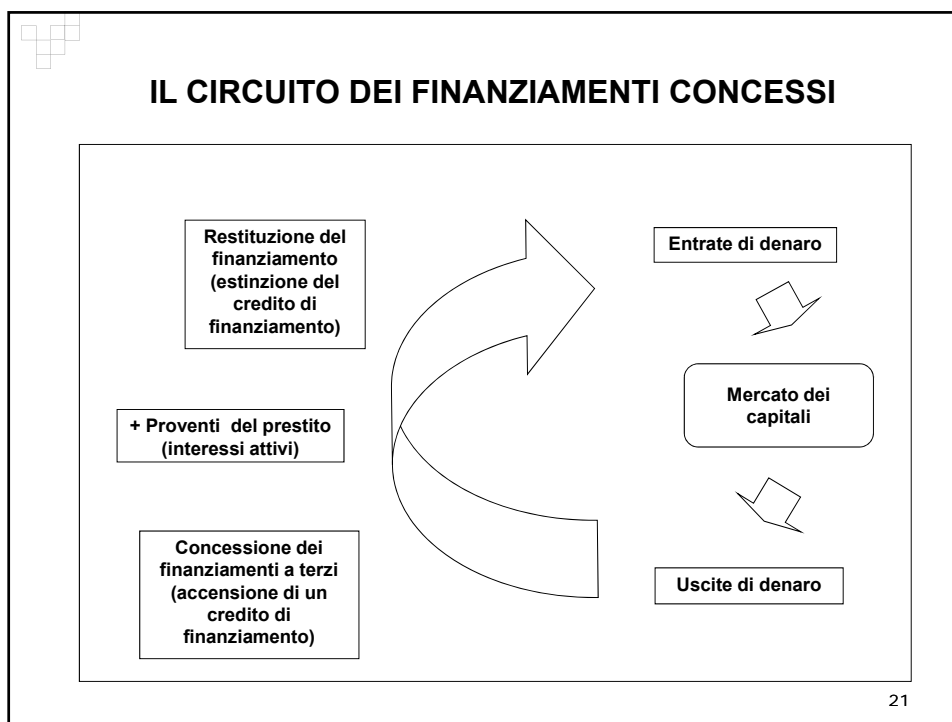 IL CIRCUITO DEI FINANZIAMENTI CONCESSI
Restituzione del
finanziamento
(estinzione del
credito di
finanziamento)
+ Proventi del prestito
(interessi attivi)
Concessione dei
finanziamenti a terzi
(accensione di un
credito di
finanziamento)
Entrate di denaro
Mercato dei
capitali
Uscite di denaro
21